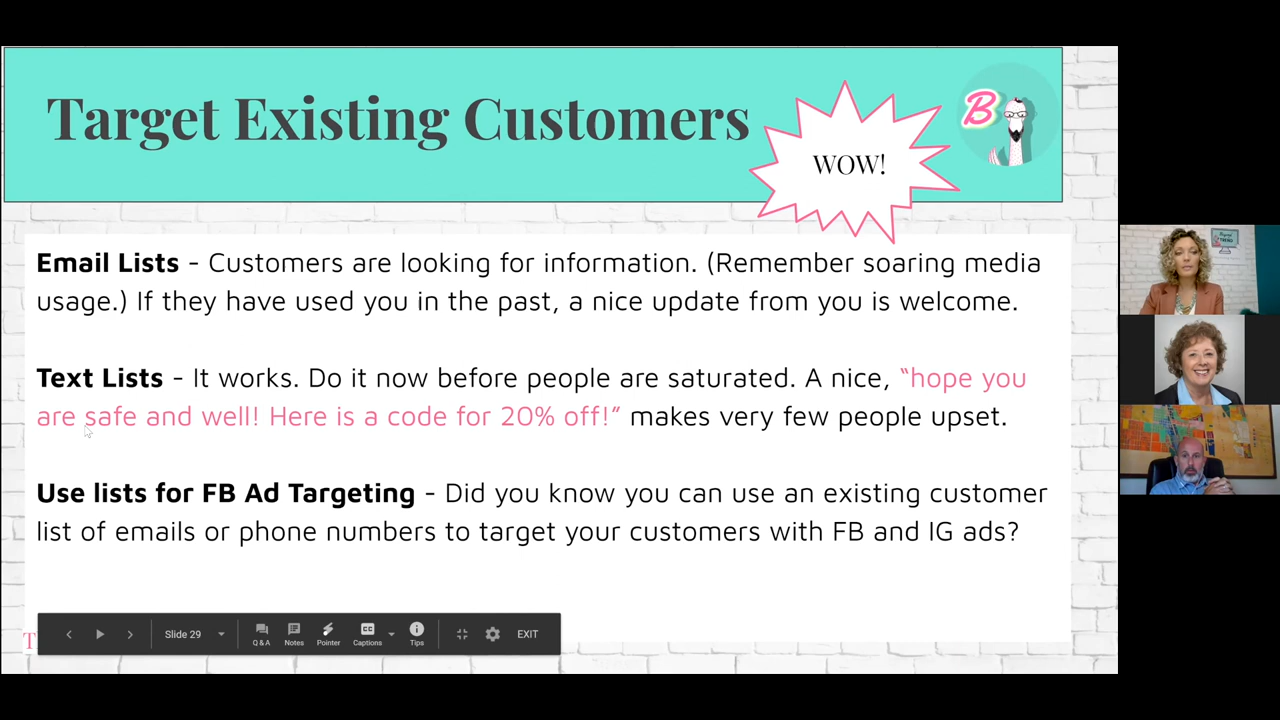 Target Existing Customers
WOW!
B
Email Lists - Customers are looking for information. (Remember soaring media
usage.) If they have used you in the past, a nice update from you is welcome.
Text Lists - It works. Do it now before people are saturated. A nice, “hope you
are safe and well! Here is a code for 20% off!” makes very few people upset.
Use lists for FB Ad Targeting - Did you know you can use an existing customer
list of emails or phone numbers to target your customers with FB and IG ads?
T
Slide 29
Q & A
Notes
Pointer
Captions
Tips
EXIT